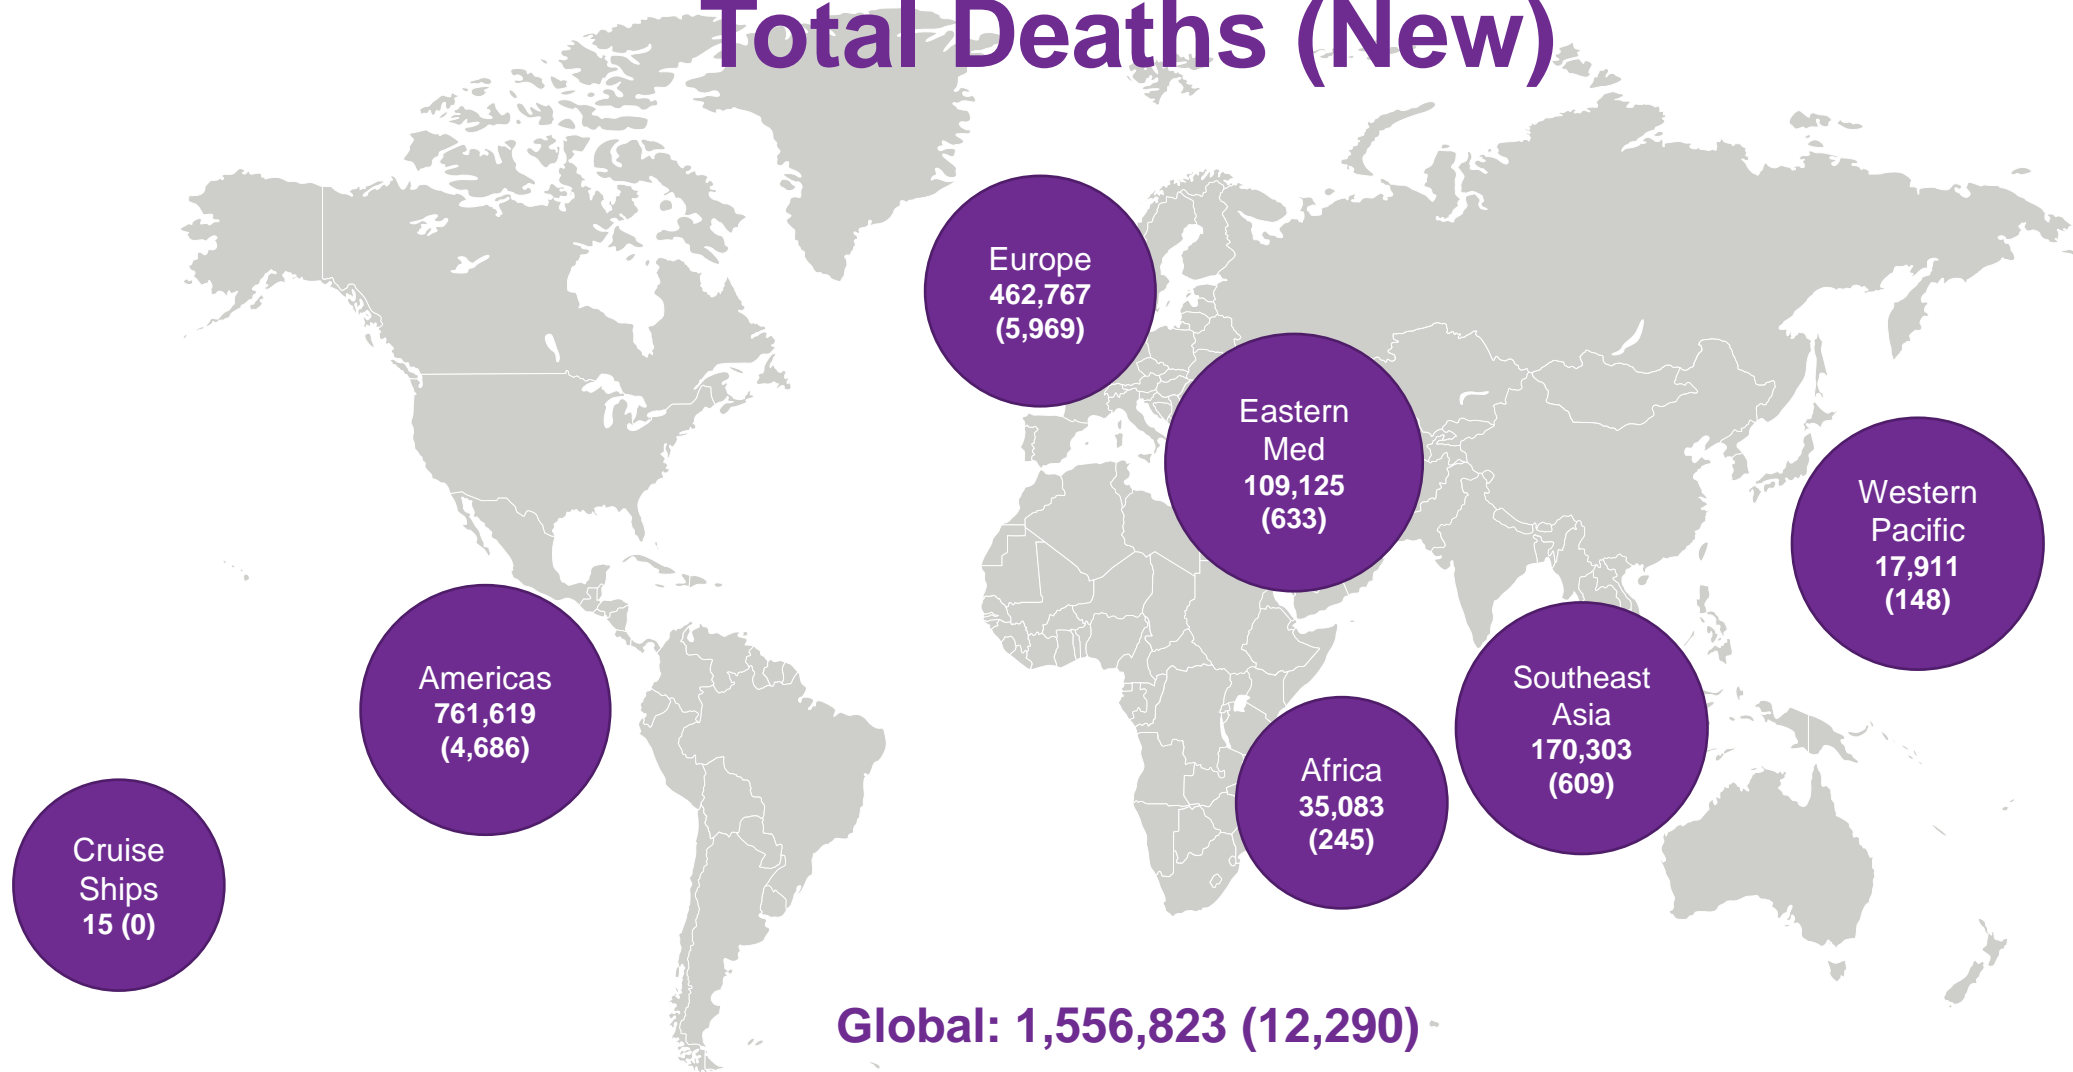 Total Deaths (New)
Europe
462,767
(5,969)
Eastern
Med
109,125
(633)
Western
Pacific
17,911
(148)
Americas
761,619
(4,686)
Southeast
Asia
170,303
(609)
Africa
35,083
(245)
Cruise
Ships
15 (0)
Global: 1,556,823 (12,290)